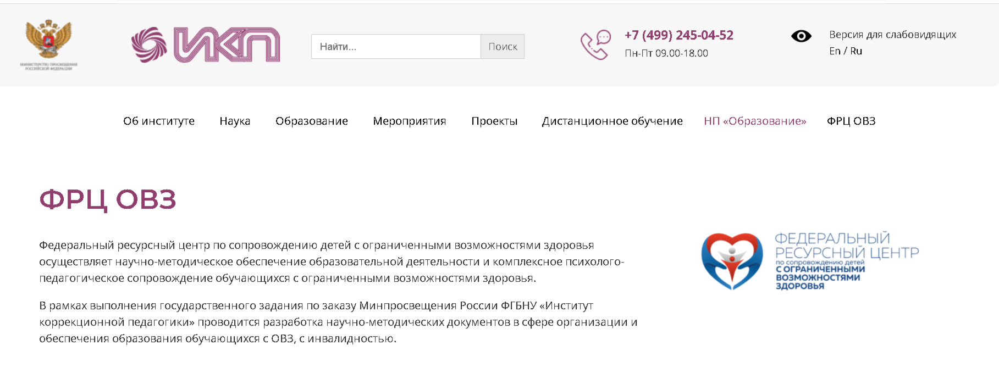 МИНИСТЕРСТВО ПРОСВЕЩЕНИЯ
РОССИЙСКОЙ ФЕДЕРАЦИИ
ИКП
Найти...
Поиск
+7 (499) 245-04-52
Пн-Пт 09.00-18.00
Версия для слабовидящих
En / Ru
Об институте
Наука
Образование
Мероприятия
Проекты
Дистанционное обучение
НП «Образование»
ФРЦ ОВЗ
ФРЦ ОВЗ
Федеральный ресурсный центр по сопровождению детей с ограниченными возможностями здоровья
осуществляет научно-методическое обеспечение образовательной деятельности и комплексное психолого-
педагогическое сопровождение обучающихся с ограниченными возможностями здоровья.
В рамках выполнения государственного задания по заказу Минпросвещения России ФГБНУ «Институт
коррекционной педагогики» проводится разработка научно-методических документов в сфере организации и
обеспечения образования обучающихся с ОВЗ, с инвалидностью.
ФЕДЕРАЛЬНЫЙ
РЕСУРСНЫЙ ЦЕНТР
по сопровождению детей
С ОГРАНИЧЕННЫМИ
ВОЗМОЖНОСТЯМИ
ЗДОРОВЬЯ